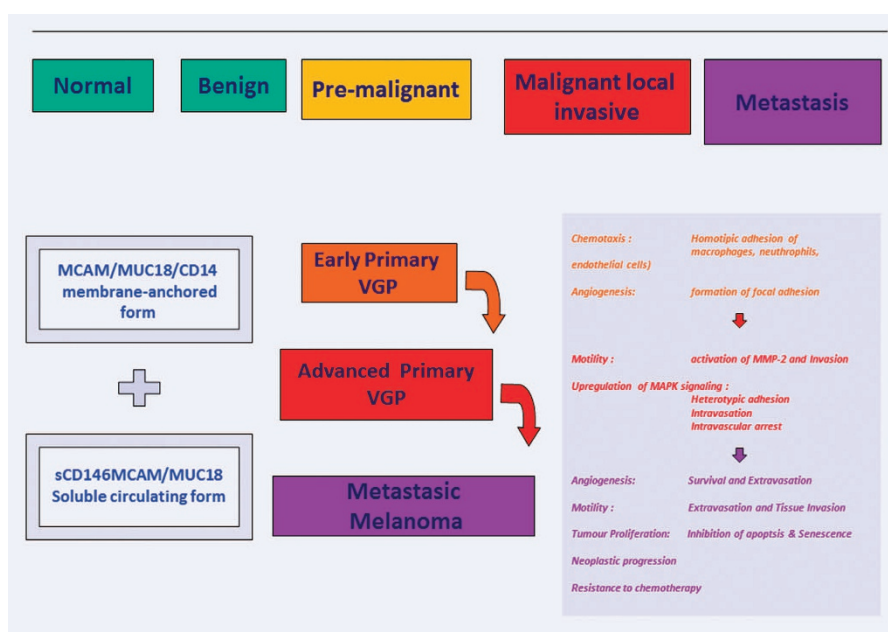 Normal
Benign
Pre-malignant
Malignant local
invasive
Metastasis
MCAM/MUC18/CD14
membrane-anchored
form
sCD146MCAM/MUC18
Soluble circulating form
Early Primary
VGP
Advanced Primary
VGP
Metastasic
Melanoma
Chemotaxis : Homotipic adhesion of
macrophages, neuthrophils,
endothelial cells)
Angiogenesis: formation of focal adhesion
Motility : activation of MMP-2 and Invasion
Upregulation of MAPK signaling :
Heterotypic adhesion
Intravasation
Intravascular arrest
Angiogenesis: Survival and Extravasation
Motility : Extravasation and Tissue Invasion
Tumour Proliferation: Inhibition of apoptsis & Senescence
Neoplastic progression
Resistance to chemotherapy